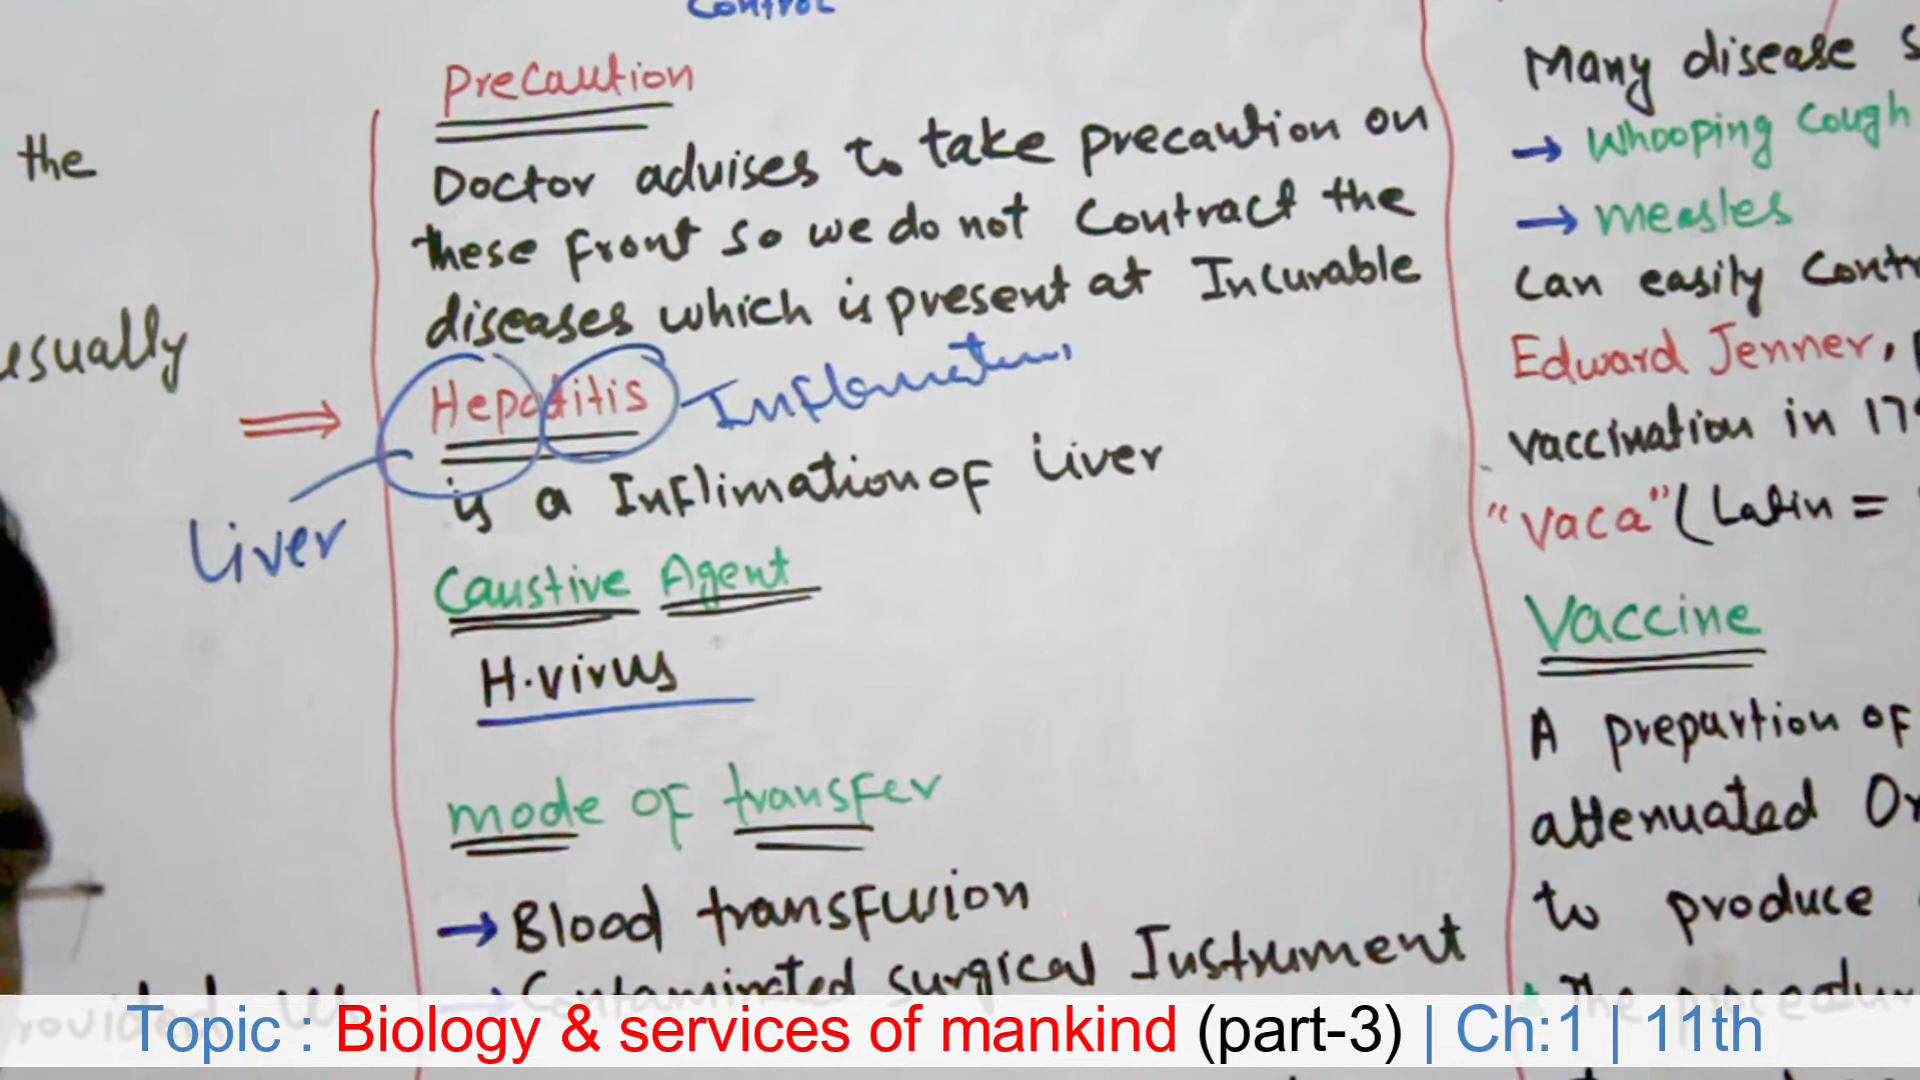 Control
the
usually
Liver
Precaution
Doctor advises to take precaution on
these front so we do not contract the
diseases which is present at Incurable
Hepatitis
is a Inflimation of Liver
Caustive Agent
H.virus
mode of transfer
→ Blood transfusion
→ Contaminated surgical Instrument
Many disease
→ Whooping Cough
→ measles
can easily
Edward Jenner,
vaccination in
"Vaca" (Latin =
Vaccine
A prepartion of
attenuated Or
to produce
Topic : Biology & services of mankind (part-3) | Ch:1 | 11th